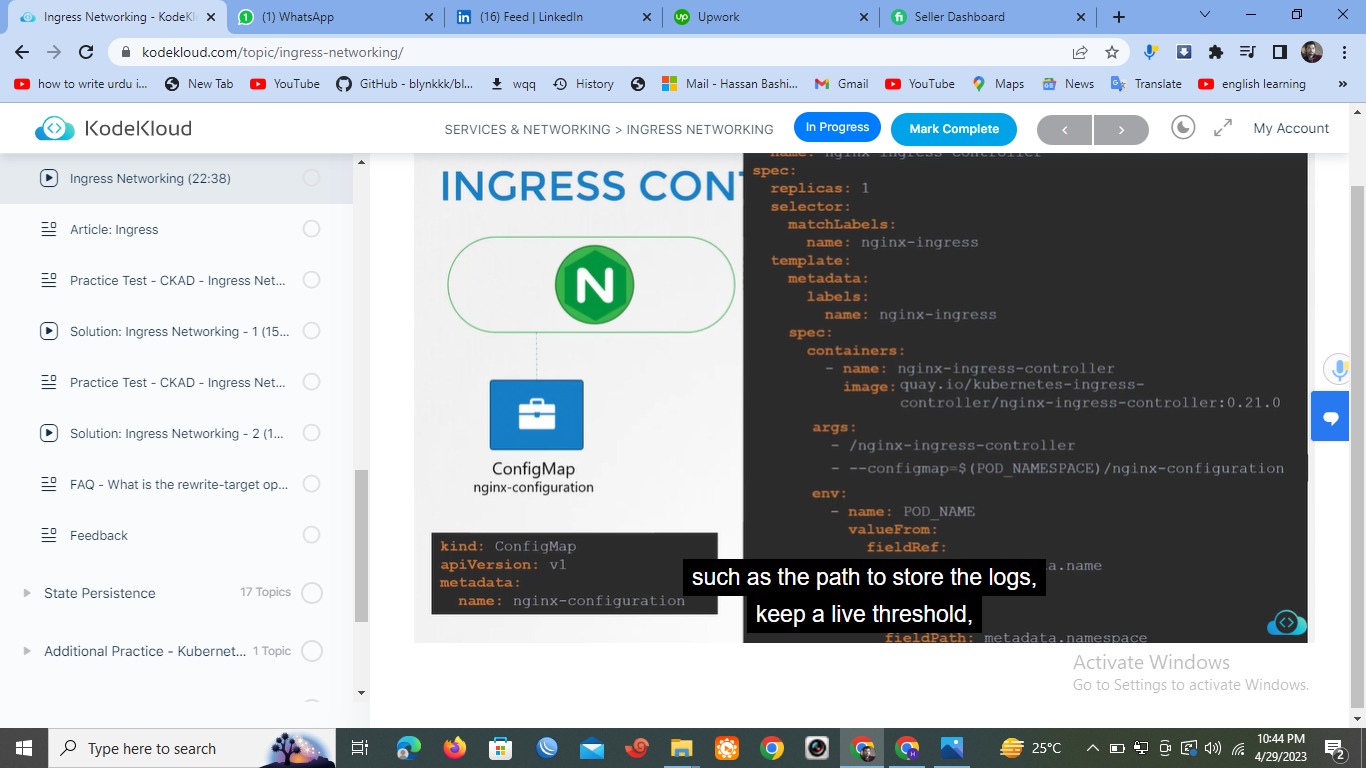 Ingress Networking - KodeKl
(1) WhatsApp
(16) Feed | LinkedIn
Upwork
Seller Dashboard
kodekloud.com/topic/ingress-networking/
how to write urdu i...
New Tab
YouTube
GitHub - blynkkk/bl...
wqq
History
Mail - Hassan Bashi...
Gmail
YouTube
Maps
News
Translate
english learning
KodeKloud
SERVICES & NETWORKING > INGRESS NETWORKING
In Progress
Mark Complete
My Account
Ingress Networking (22:38)
Article: Ingress
Practice Test - CKAD - Ingress Net...
Solution: Ingress Networking - 1 (15...
Practice Test - CKAD - Ingress Net...
Solution: Ingress Networking - 2 (1...
FAQ - What is the rewrite-target op...
Feedback
State Persistence
17 Topics
Additional Practice - Kubernet...
1 Topic
INGRESS CONT
N
ConfigMap
nginx-configuration
kind: ConfigMap
apiVersion: v1
metadata:
name: nginx-configuration
name: nginx-ingress-controller
spec:
replicas: 1
selector:
matchLabels:
name: nginx-ingress
template:
metadata:
labels:
name: nginx-ingress
spec:
containers:
- name: nginx-ingress-controller
image: quay.io/kubernetes-ingress-
controller/nginx-ingress-controller:0.21.0
args:
- /nginx-ingress-controller
- --configmap=$(POD_NAMESPACE)/nginx-configuration
env:
- name: POD_NAME
valueFrom:
fieldRef:
a.name
fieldPath: metadata.namespace
such as the path to store the logs,
keep a live threshold,
Activate Windows
Go to Settings to activate Windows.
Type here to search
25°C
10:44 PM
4/29/2023
2